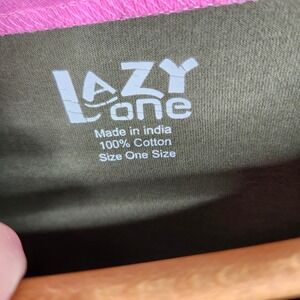 LAZY
one
Made in india
100% Cotton
Size One Size